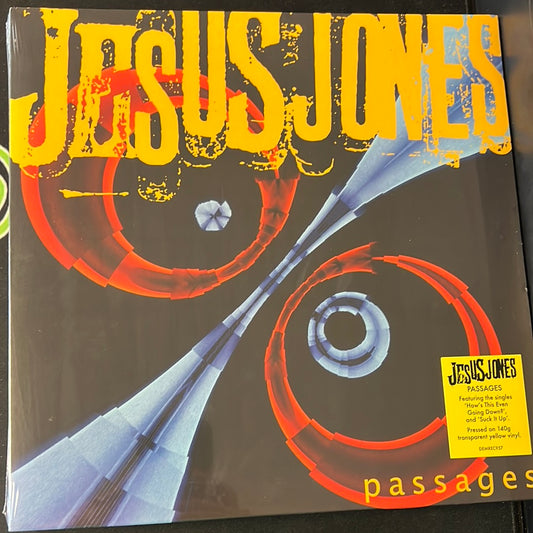 JESUS JONES
JESUS JONES
PASSAGES
Featuring the singles
'How's This Even
Going Down?',
and 'Suck It Up'.
Pressed on 140g
transparent yellow vinyl.
DEMREC957
passages